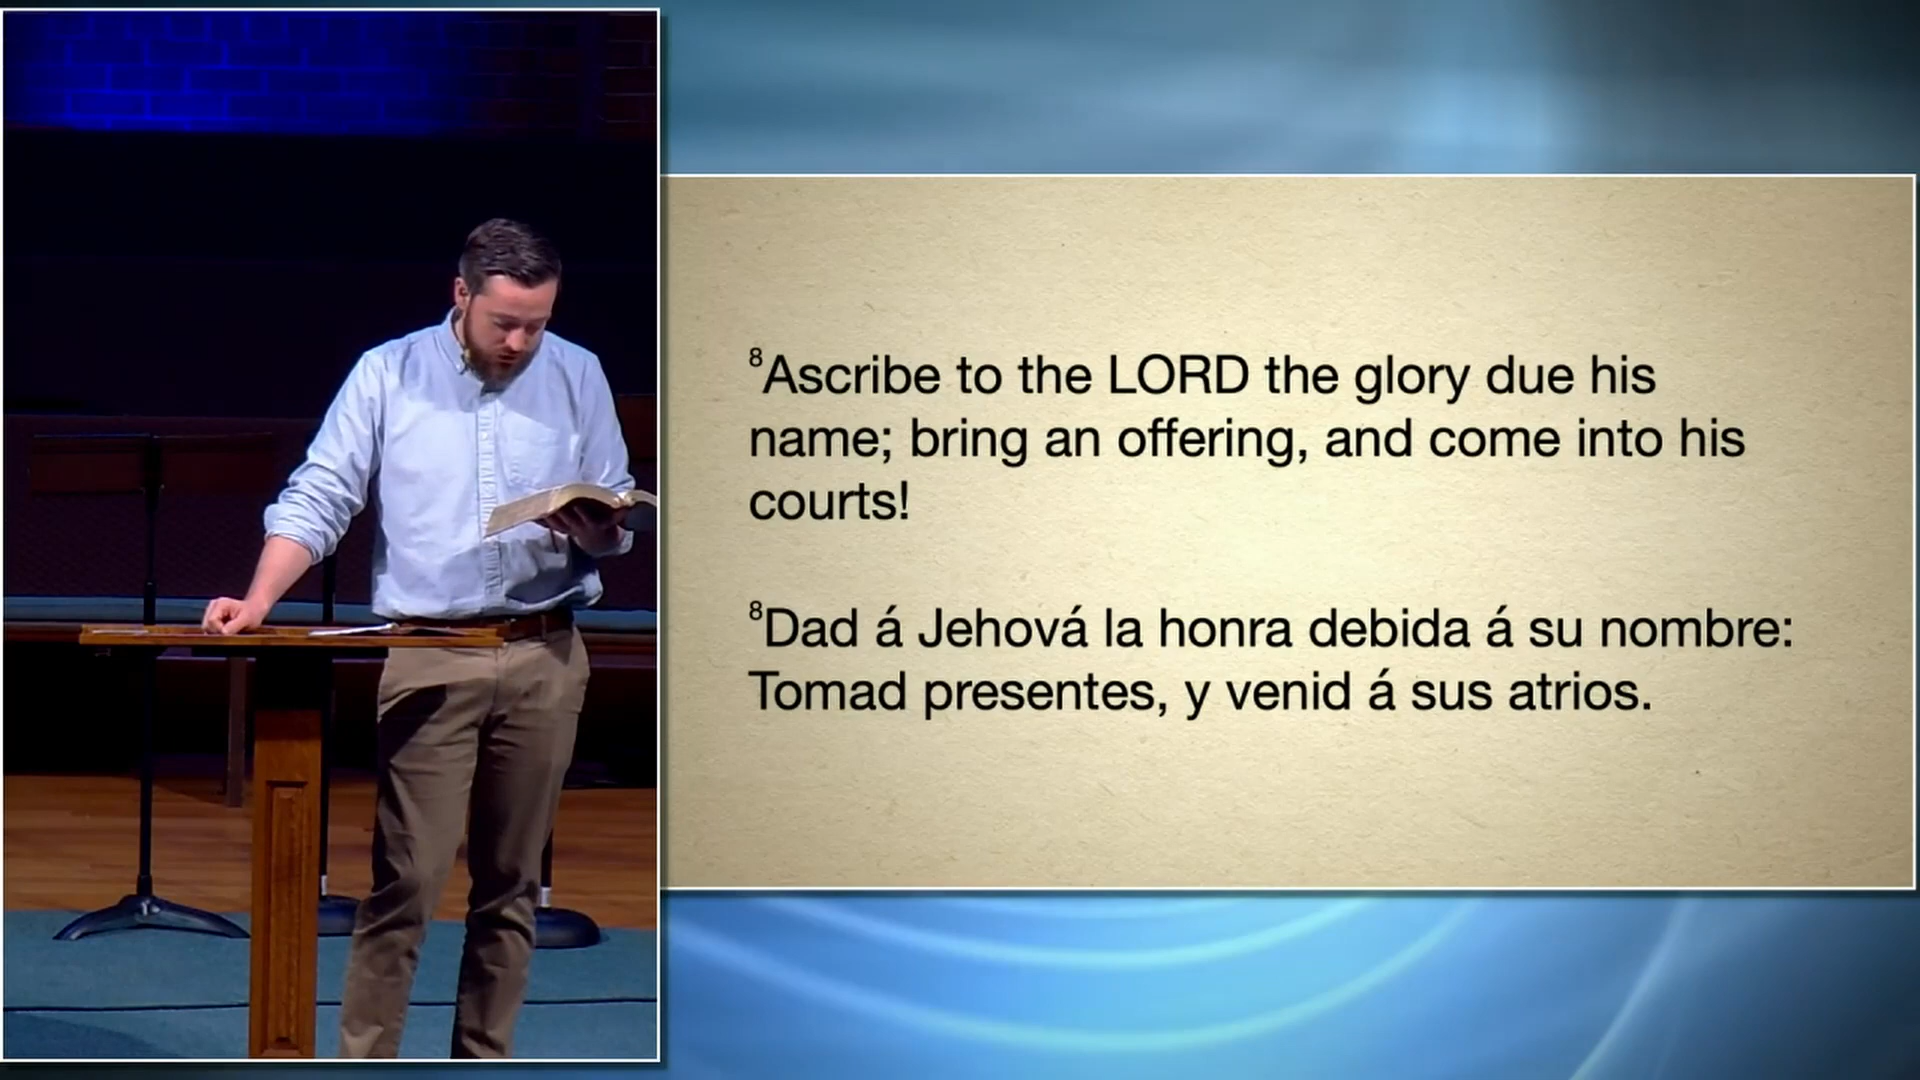 ⁸Ascribe to the LORD the glory due his
name; bring an offering, and come into his
courts!
⁸Dad á Jehová la honra debida á su nombre:
Tomad presentes, y venid á sus atrios.